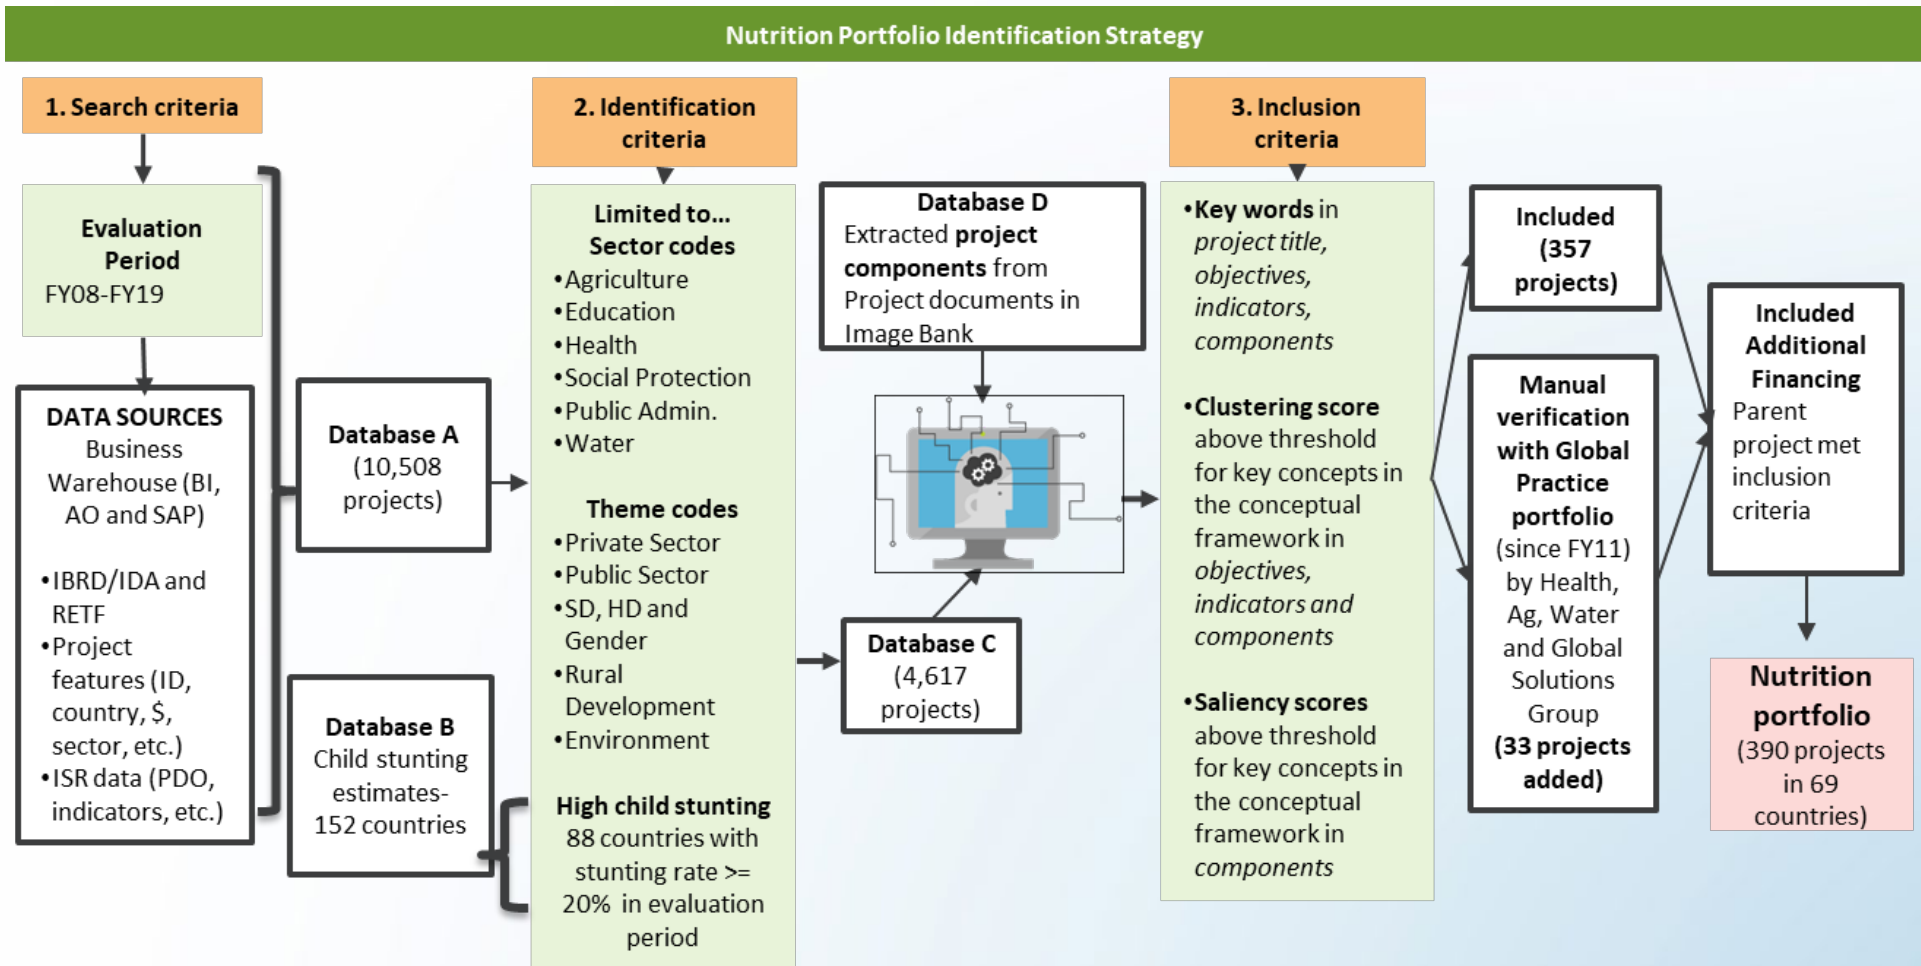 Nutrition Portfolio Identification Strategy
1. Search criteria
Evaluation
Period
FY08-FY19
DATA SOURCES
Business
Warehouse (BI,
AO and SAP)
•IBRD/IDA and
RETF
•Project
features (ID,
country, $,
sector, etc.)
•ISR data (PDO,
indicators, etc.)
Database A
(10,508
projects)
Database B
Child stunting
estimates-
152 countries
2. Identification
criteria
Limited to...
Sector codes
•Agriculture
•Education
•Health
•Social Protection
•Public Admin.
•Water
Theme codes
•Private Sector
•Public Sector
•SD, HD and
Gender
•Rural
Development
•Environment
High child stunting
88 countries with
stunting rate >=
20% in evaluation
period
Database D
Extracted project
components from
Project documents in
Image Bank
Database C
(4,617
projects)
3. Inclusion
criteria
•Key words in
project title,
objectives,
indicators,
components
•Clustering score
above threshold
for key concepts in
the conceptual
framework in
objectives,
indicators and
components
•Saliency scores
above threshold
for key concepts in
the conceptual
framework in
components
Included
(357
projects)
Manual
verification
with Global
Practice
portfolio
(since FY11)
by Health,
Ag, Water
and Global
Solutions
Group
(33 projects
added)
Included
Additional
Financing
Parent
project met
inclusion
criteria
Nutrition
portfolio
(390 projects
in 69
countries)